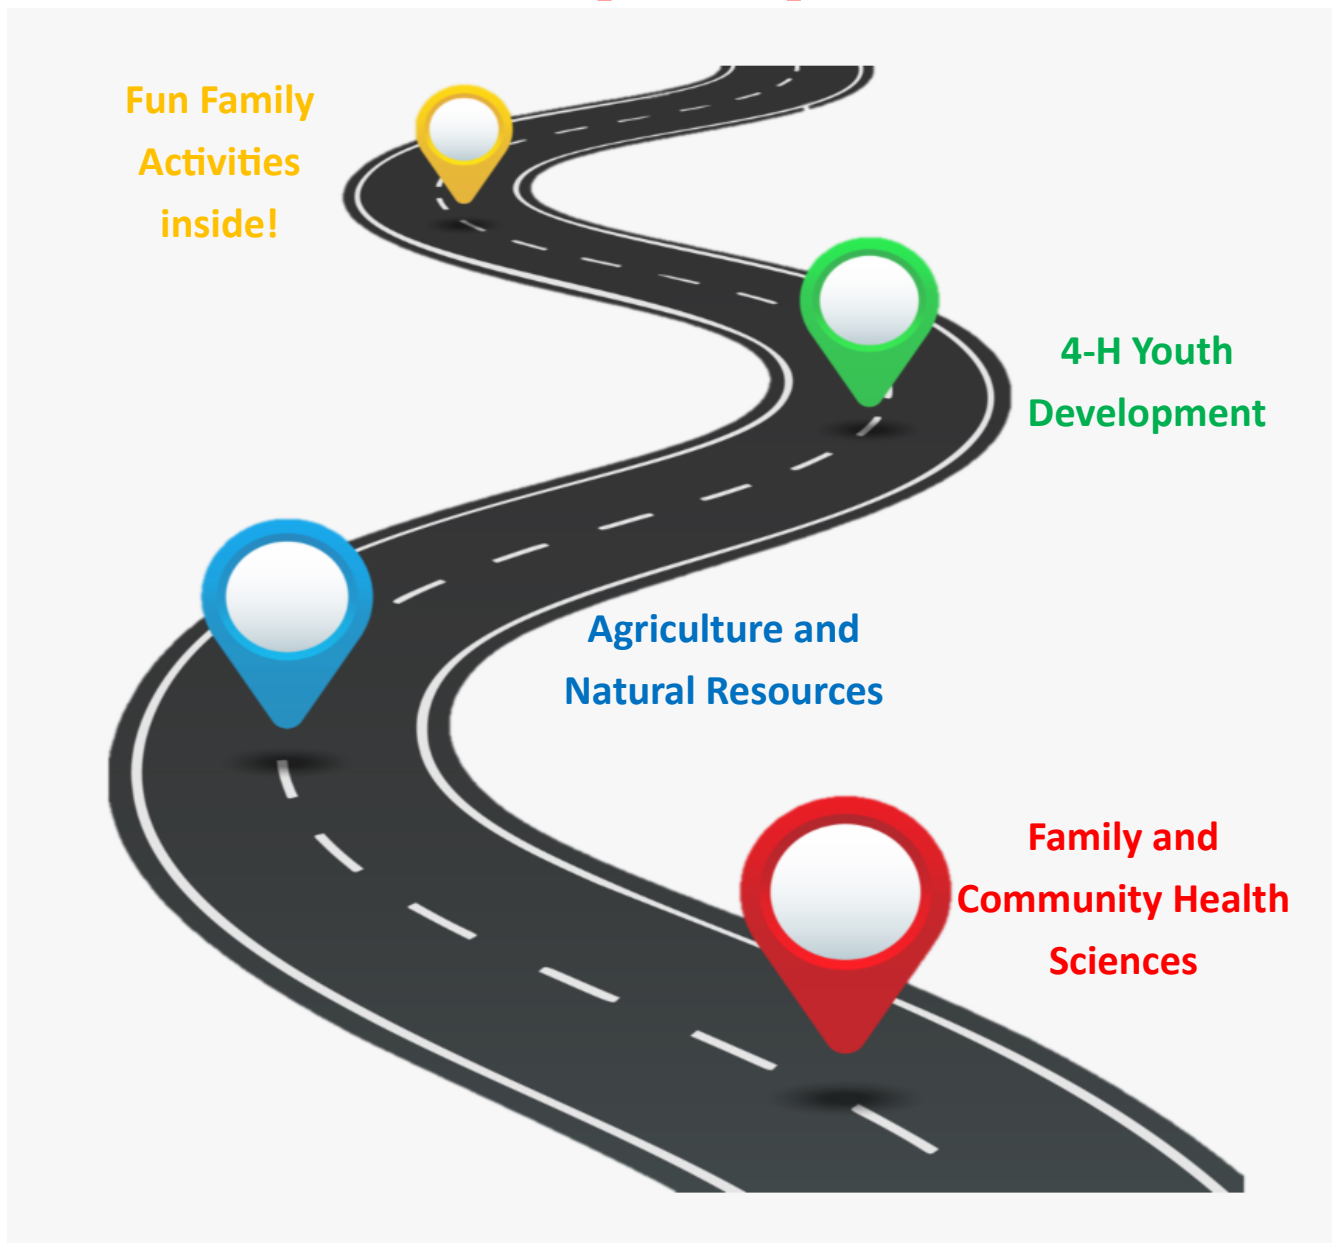 Fun Family
Activities
inside!
4-H Youth
Development
Agriculture and
Natural Resources
Family and
Community Health
Sciences